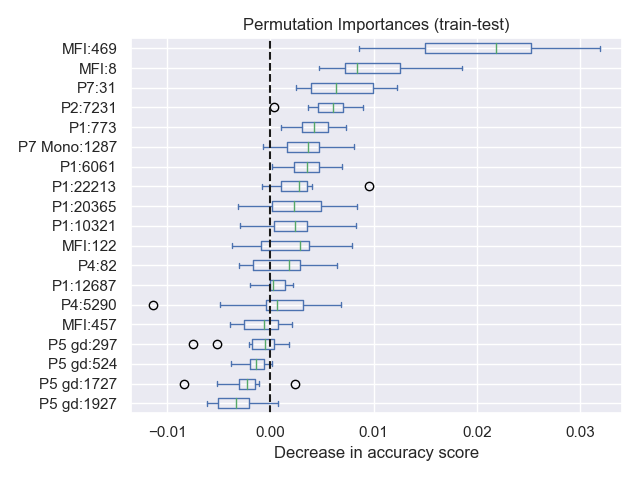 Permutation Importances (train-test)
MFI:469
MFI:8
P7:31
P2:7231
P1:773
P7 Mono:1287
P1:6061
P1:22213
P1:20365
P1:10321
MFI:122
P4:82
P1:12687
P4:5290
MFI:457
P5 gd:297
P5 gd:524
P5 gd:1727
P5 gd:1927
−0.01 0.00 0.01 0.02 0.03
Decrease in accuracy score